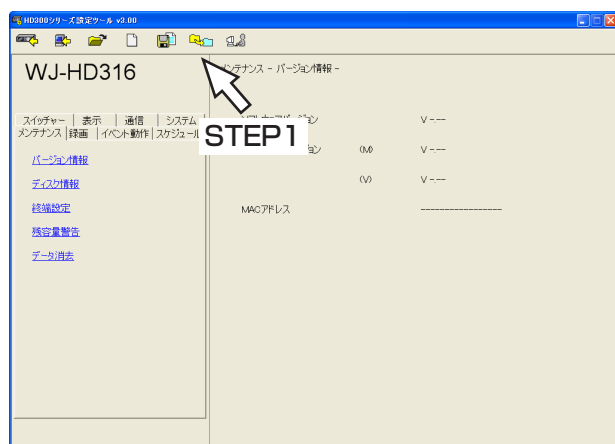 HD300シリーズ設定ツール v3.00
WJ-HD316
メンテナンス - バージョン情報 -
スイッチャー 表示 通信 システム
メンテナンス 録画 イベント動作 スケジュール
バージョン情報
ディスク情報
終端設定
残容量警告
データ消去
STEP1
V -.--
(M) V -.--
(V) V -.--
MACアドレス -----------------